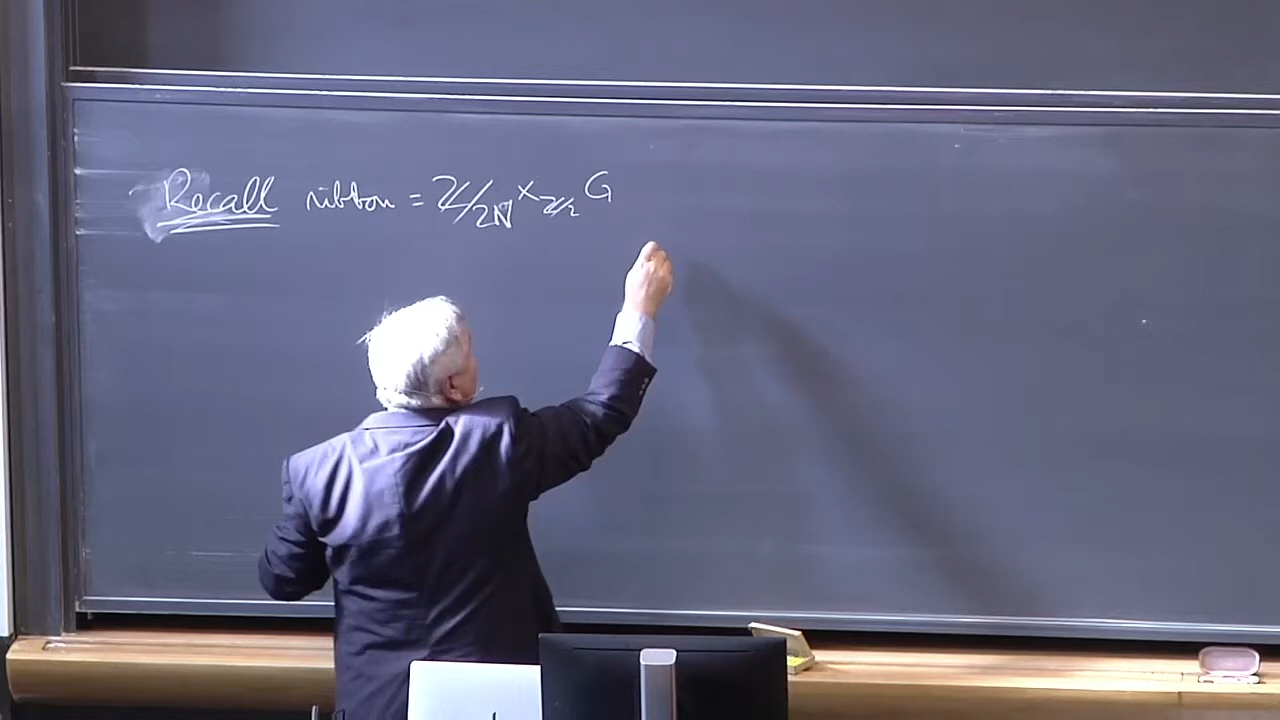 Recall ribbon = Z/2N ×_{Z/2} G